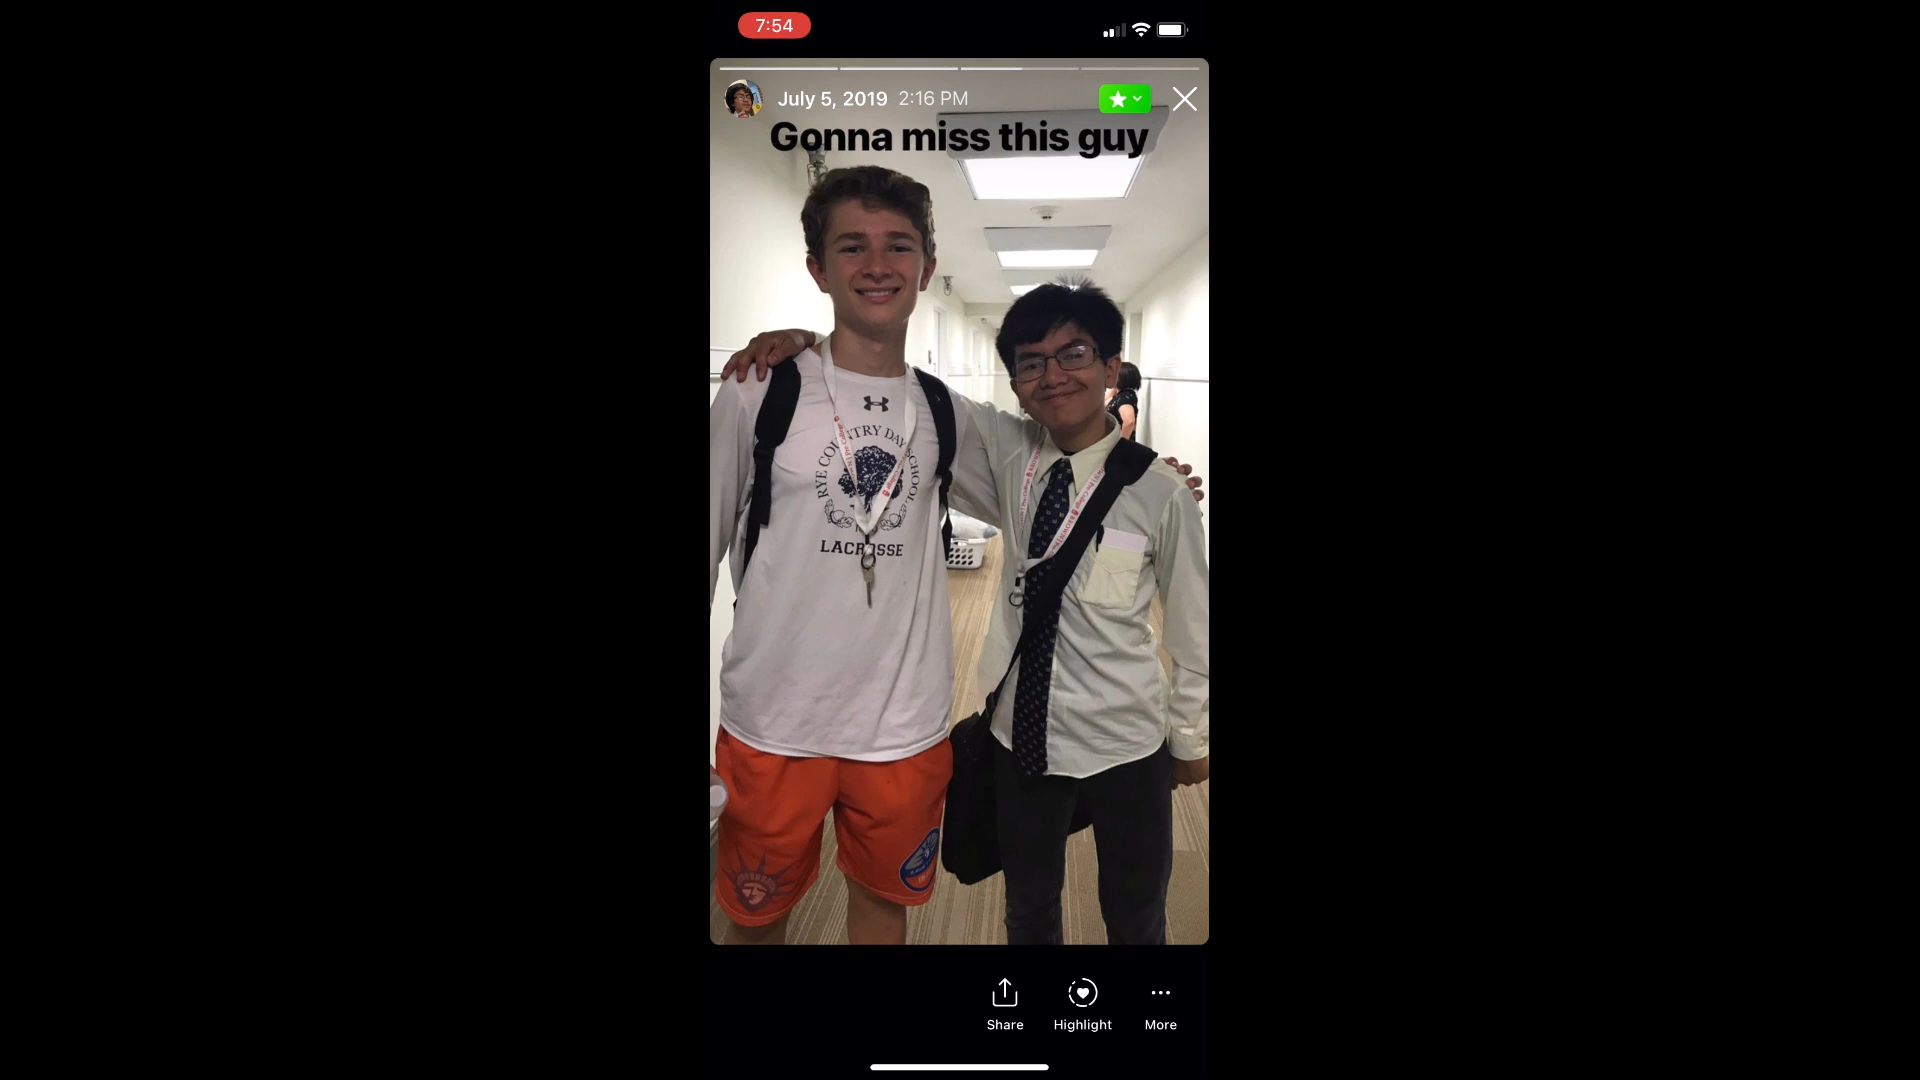 7:54
July 5, 2019 2:16 PM
Gonna miss this guy
RYE COUNTRY DAY SCHOOL
LACROSSE
Share
Highlight
More